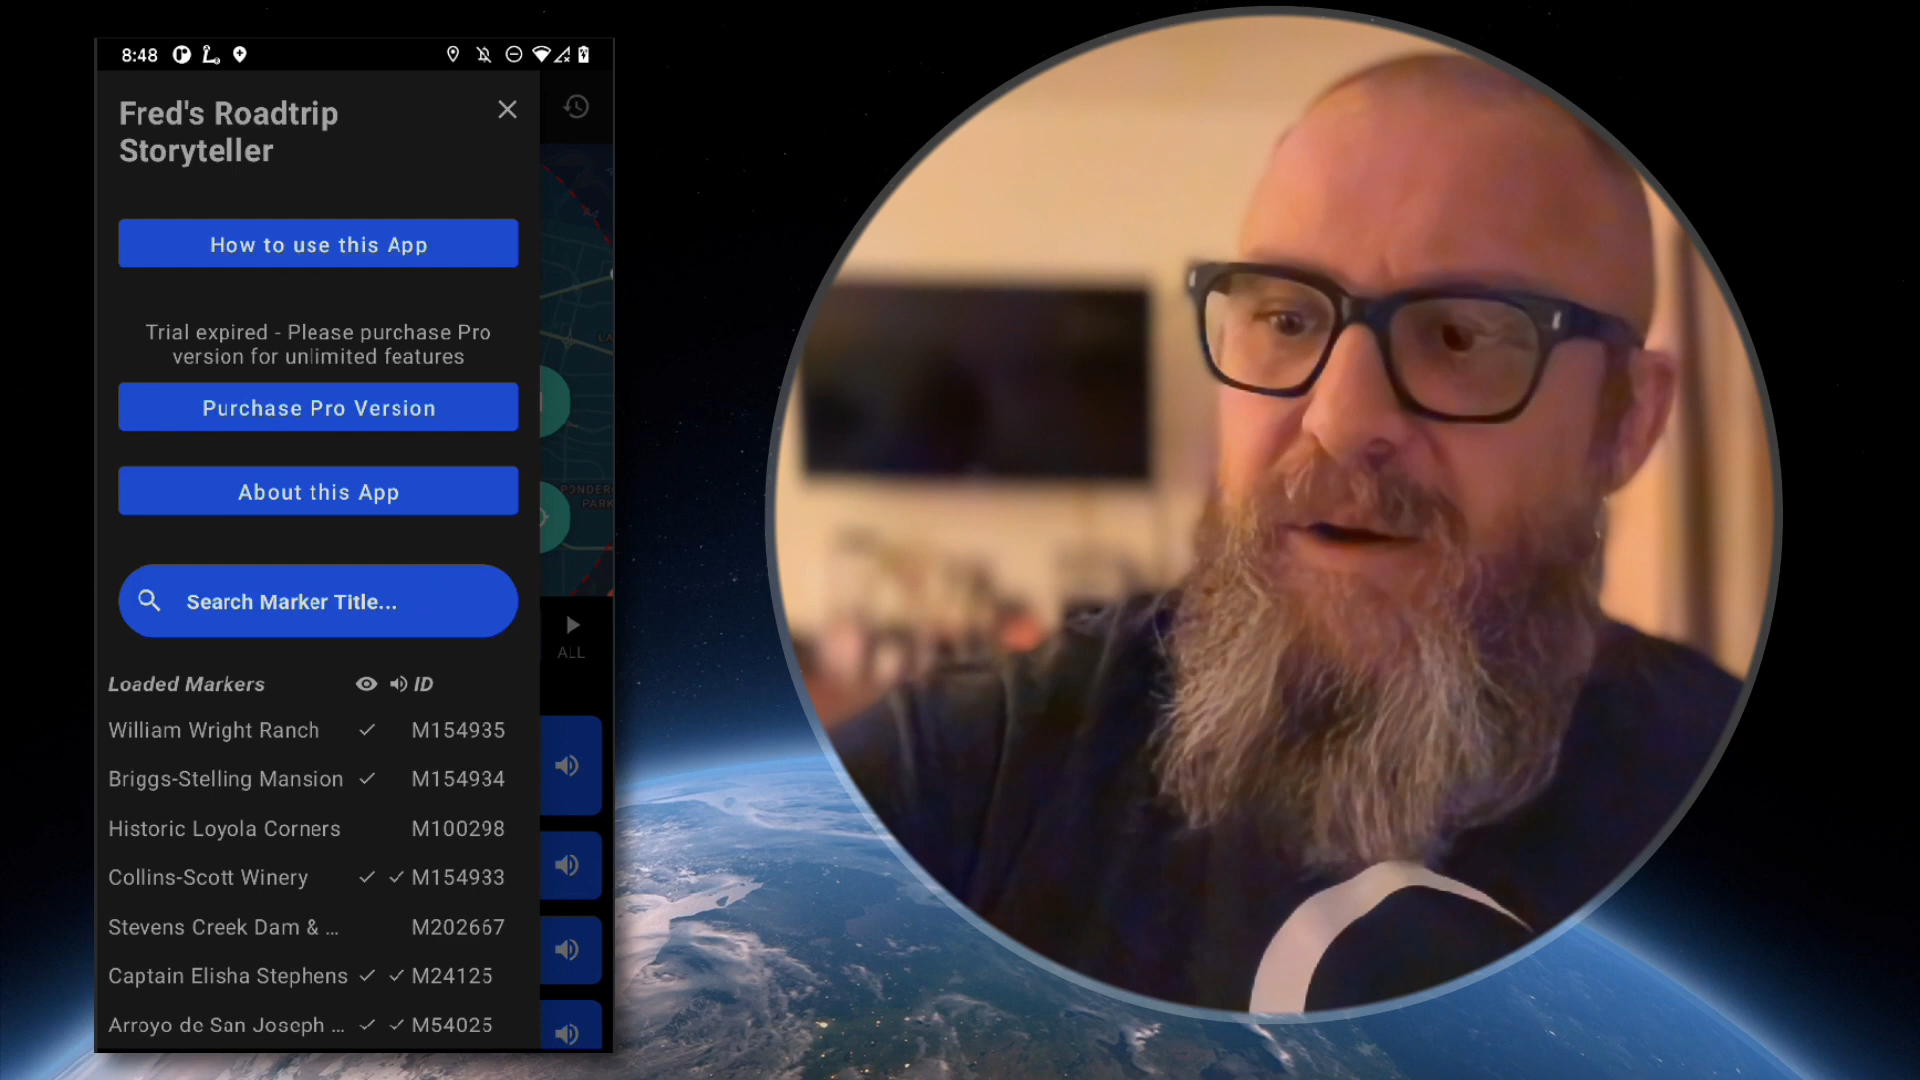 8:48
Fred's Roadtrip
Storyteller
How to use this App
Trial expired - Please purchase Pro
version for unlimited features
Purchase Pro Version
About this App
Search Marker Title...
Loaded Markers ID
William Wright Ranch M154935
Briggs-Stelling Mansion M154934
Historic Loyola Corners M100298
Collins-Scott Winery M154933
Stevens Creek Dam & ... M202667
Captain Elisha Stephens M24125
Arroyo de San Joseph ... M54025
PONDER
PARK
ALL